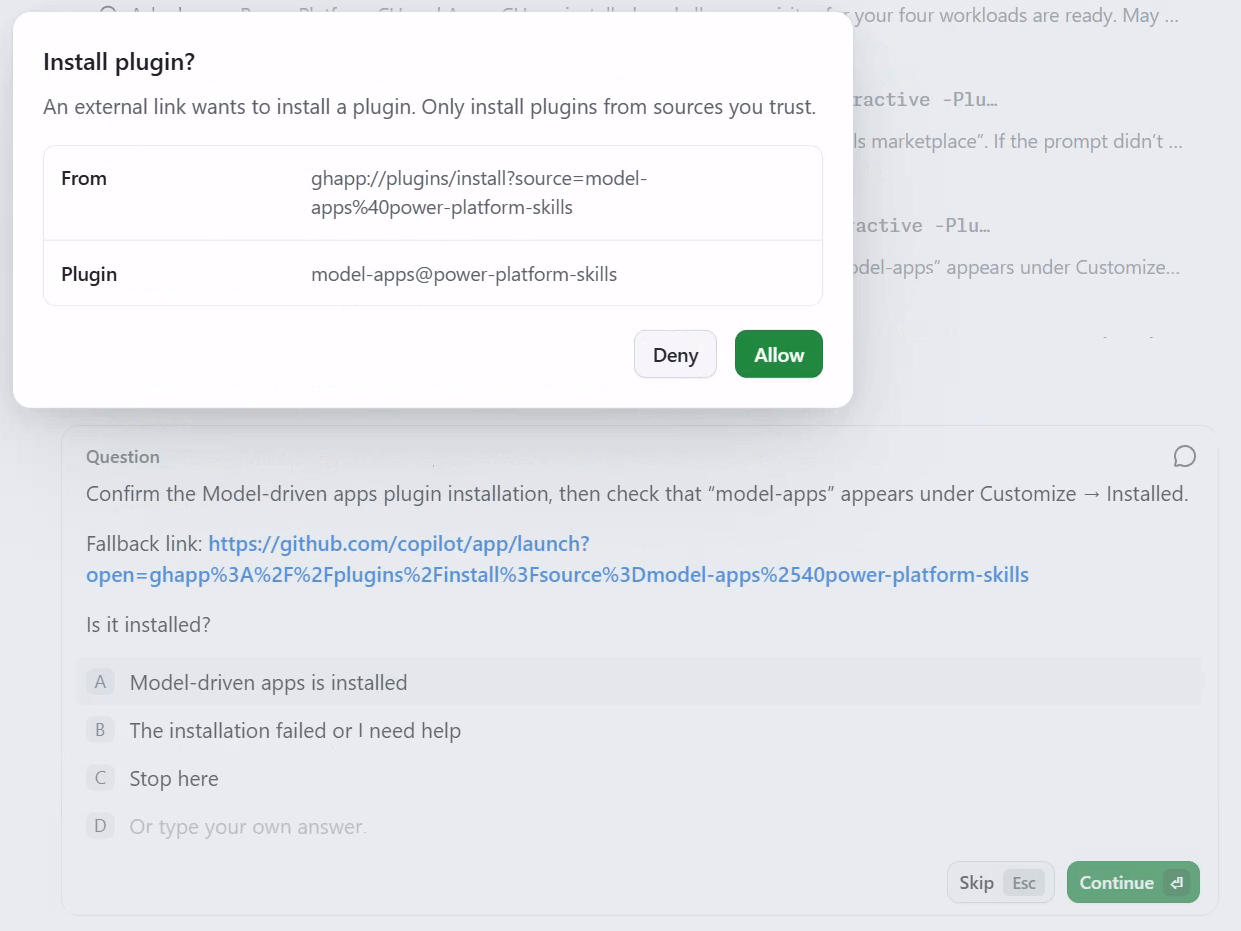 your four workloads are ready. May ...
Install plugin?
An external link wants to install a plugin. Only install plugins from sources you trust.
ractive -Plu…
ls marketplace”. If the prompt didn’t ...
From
ghapp://plugins/install?source=model-
apps%40power-platform-skills
active -Plu…
Plugin
model-apps@power-platform-skills
odel-apps” appears under Customize...
Deny
Allow
Question
Confirm the Model-driven apps plugin installation, then check that “model-apps” appears under Customize → Installed.
Fallback link: https://github.com/copilot/app/launch?
open=ghapp%3A%2F%2Fplugins%2Finstall%3Fsource%3Dmodel-apps%2540power-platform-skills
Is it installed?
A Model-driven apps is installed
B The installation failed or I need help
C Stop here
D Or type your own answer.
Skip Esc
Continue